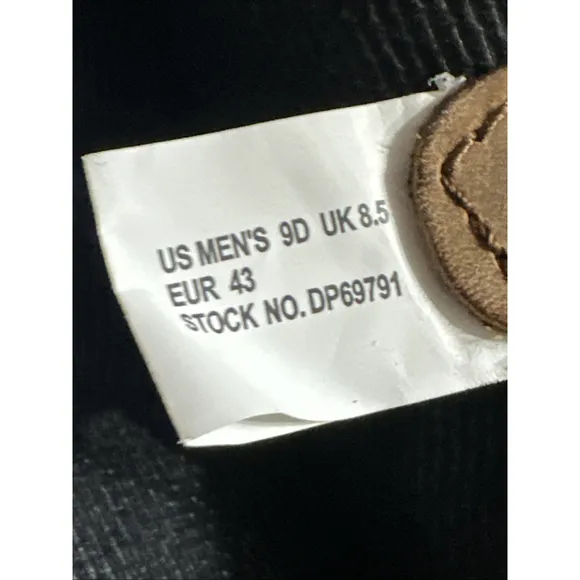 US MEN'S 9D UK 8.5
EUR 43
STOCK NO. DP69791